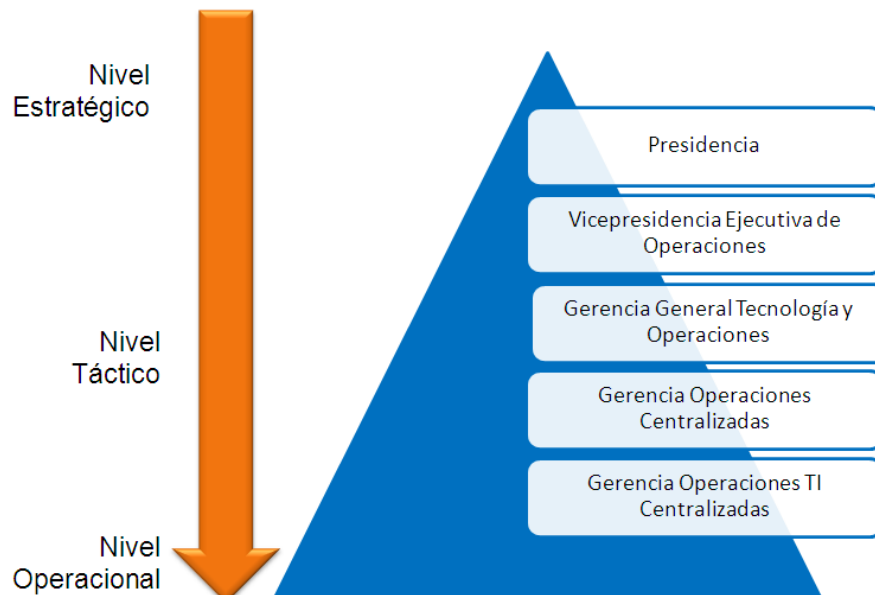 Nivel
Estratégico
Presidencia
Vicepresidencia Ejecutiva de
Operaciones
Gerencia General Tecnología y
Operaciones
Nivel
Táctico
Gerencia Operaciones
Centralizadas
Gerencia Operaciones TI
Centralizadas
Nivel
Operacional